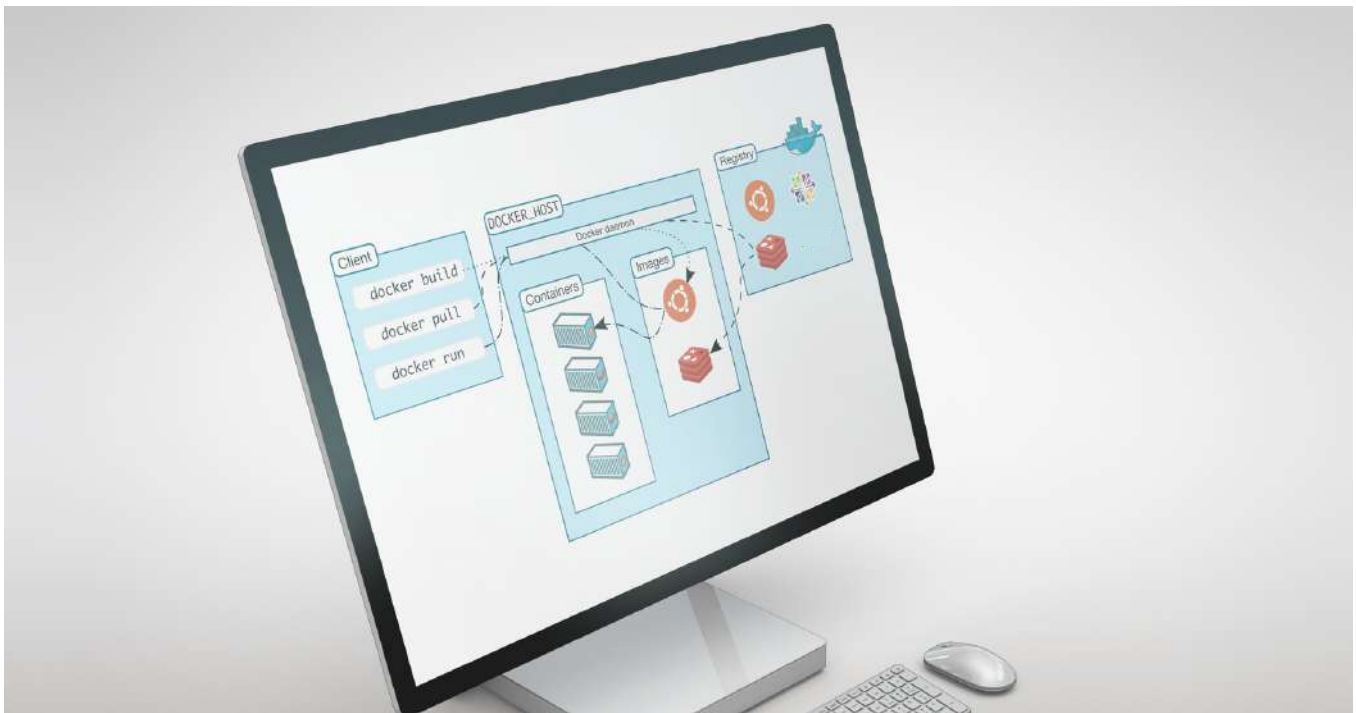 Client
docker build
docker pull
docker run
DOCKER_HOST
Docker daemon
Containers
Images
Registry